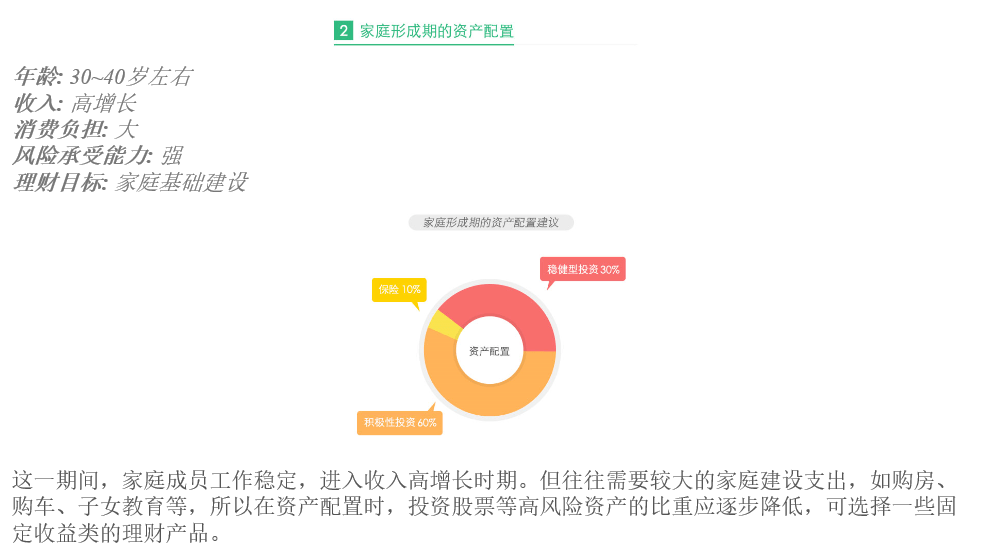 2 家庭形成期的资产配置
年龄: 30~40岁左右
收入: 高增长
消费负担: 大
风险承受能力: 强
理财目标: 家庭基础建设
家庭形成期的资产配置建议
稳健型投资 30%
保险 10%
资产配置
积极性投资 60%
这一期间，家庭成员工作稳定，进入收入高增长时期。但往往需要较大的家庭建设支出，如购房、
购车、子女教育等，所以在资产配置时，投资股票等高风险资产的比重应逐步降低，可选择一些固
定收益类的理财产品。